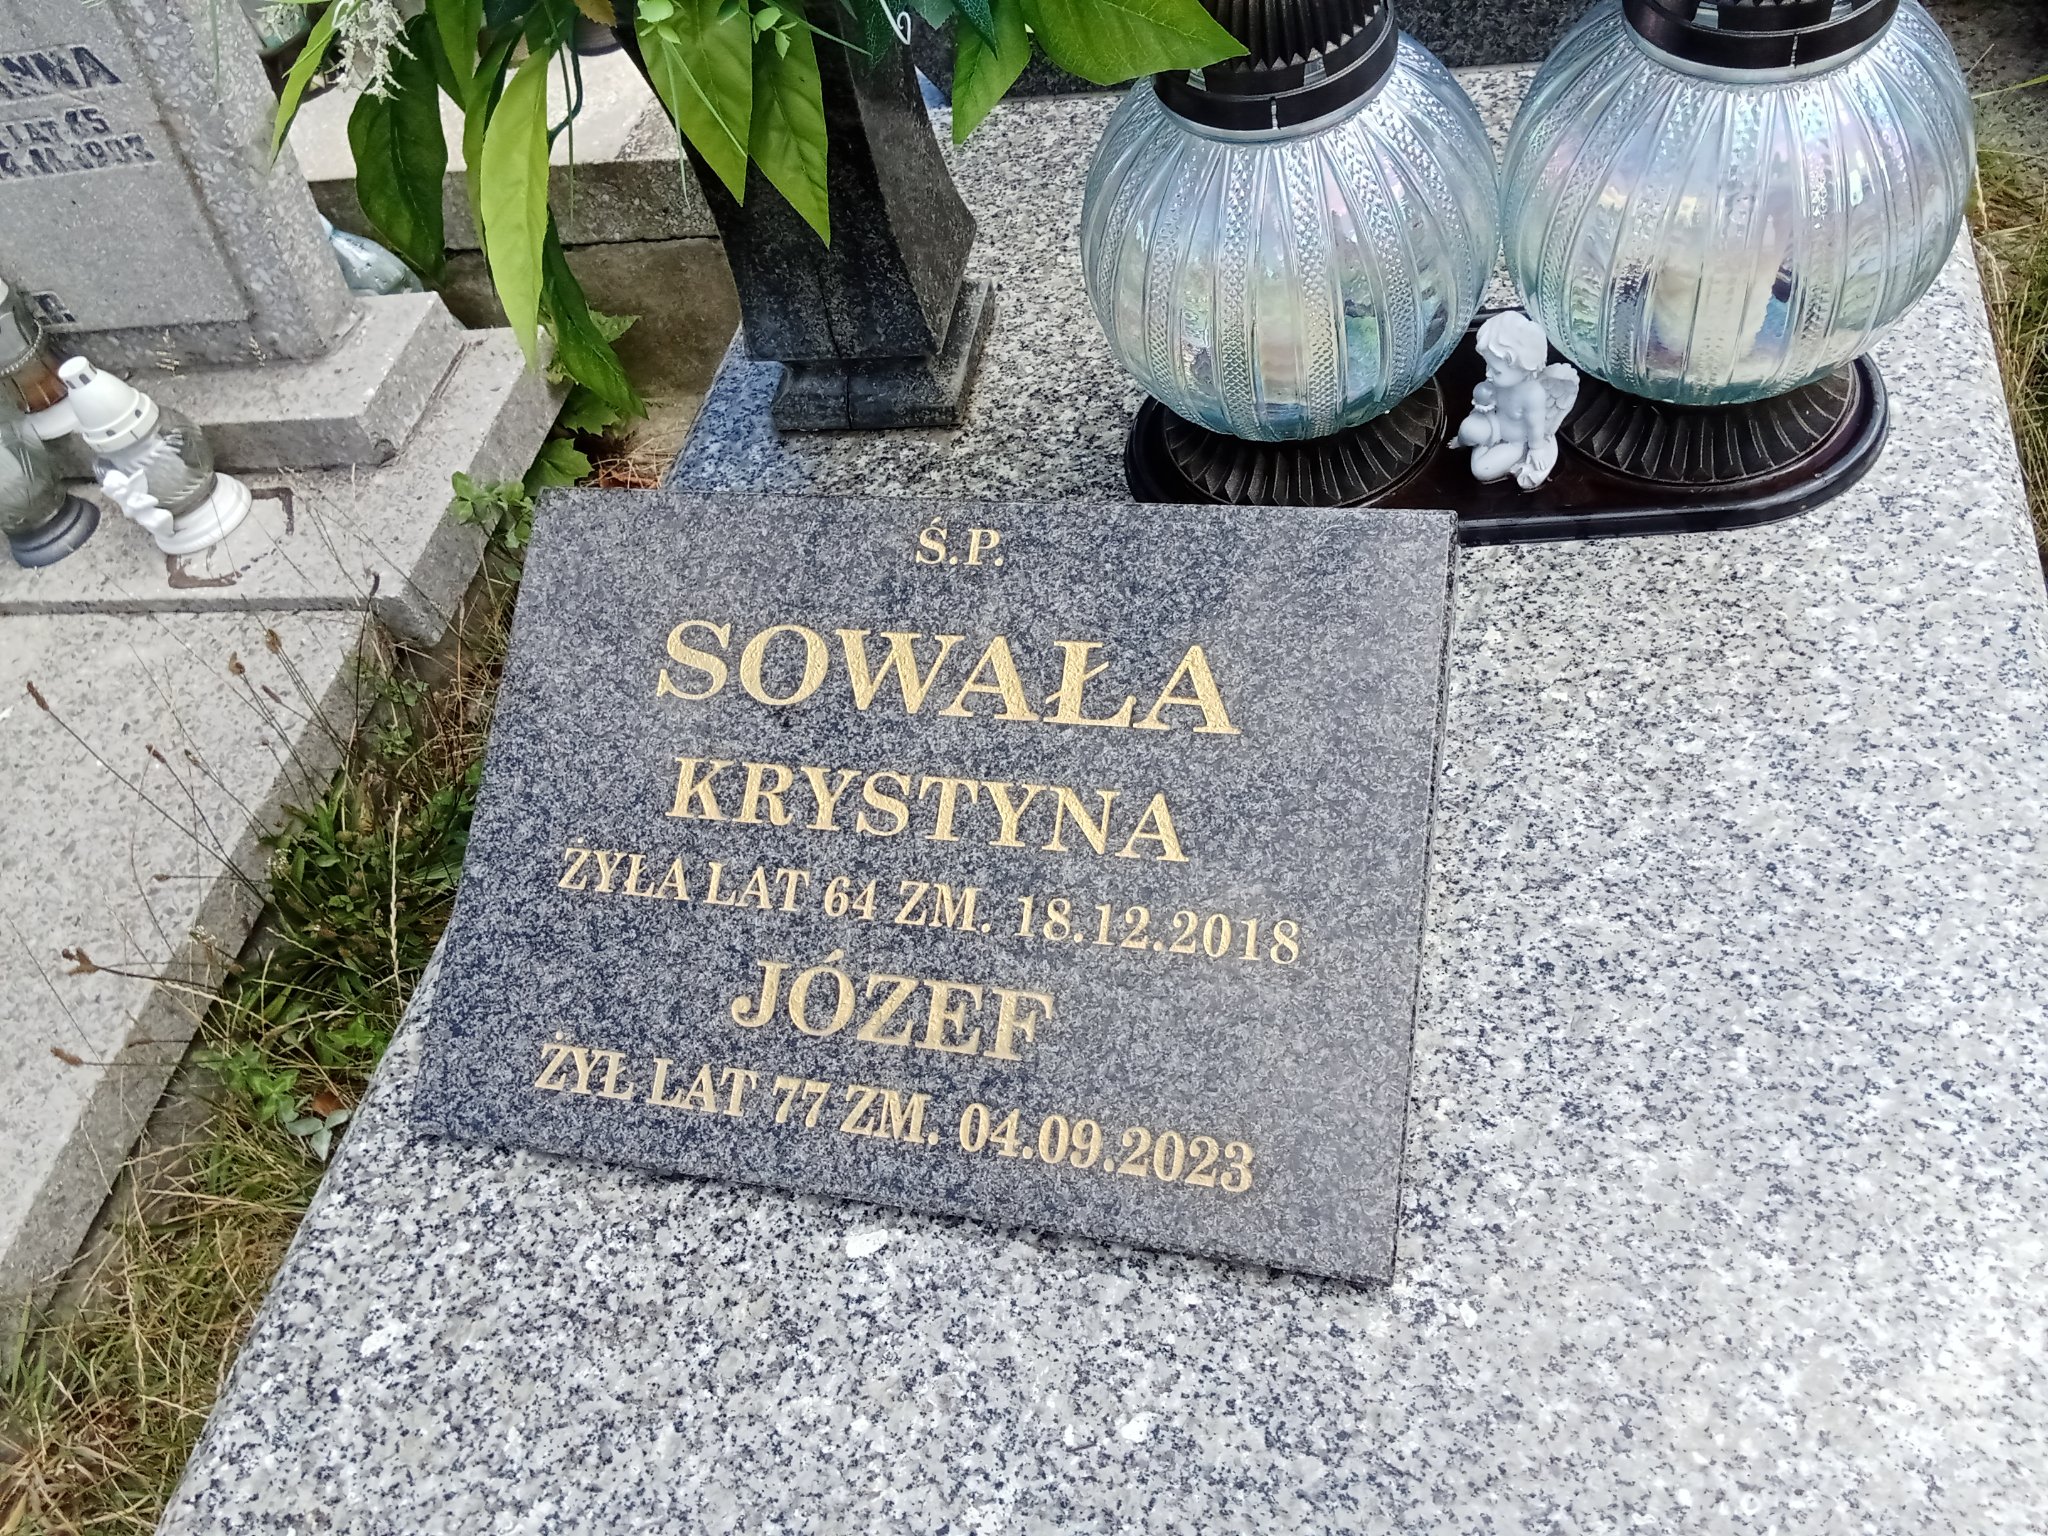 Ś.P.
SOWAŁA
KRYSTYNA
ŻYŁA LAT 64 ZM. 18.12.2018
JÓZEF
ŻYŁ LAT 77 ZM. 04.09.2023